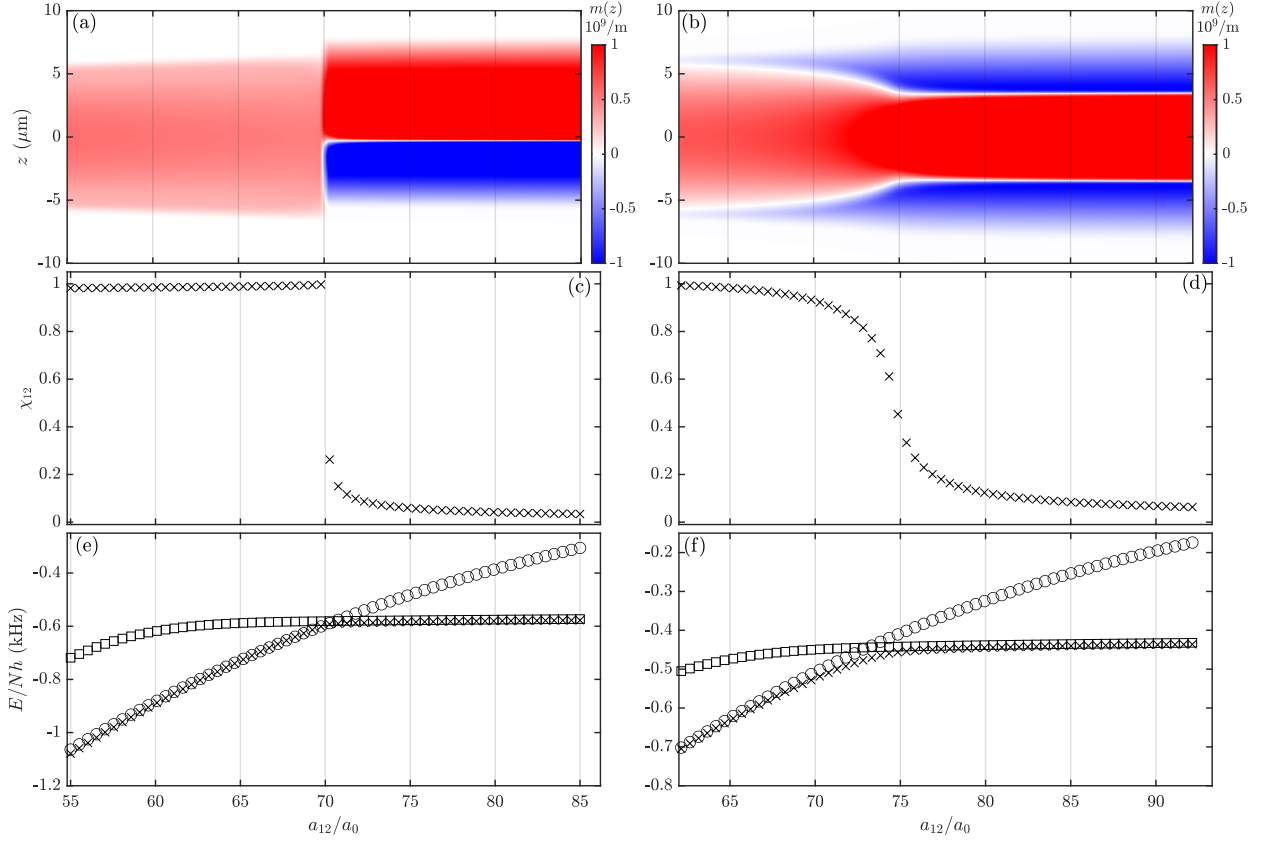 (a)
m(z)
10⁹/m
z (μm)
10
5
0
-5
-10
1
0.5
0
-0.5
-1
(b)
m(z)
10⁹/m
10
5
0
-5
-10
1
0.5
0
-0.5
-1
(c)
χ₁₂
1
0.8
0.6
0.4
0.2
0
(d)
1
0.8
0.6
0.4
0.2
0
(e)
E/Nh (kHz)
-0.4
-0.6
-0.8
-1
-1.2
55 60 65 70 75 80 85
a₁₂/a₀
(f)
-0.2
-0.3
-0.4
-0.5
-0.6
-0.7
-0.8
65 70 75 80 85 90
a₁₂/a₀